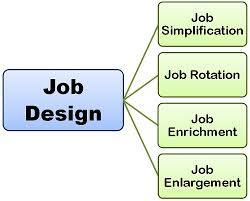 Job
Design
Job
Simplification
Job Rotation
Job
Enrichment
Job
Enlargement